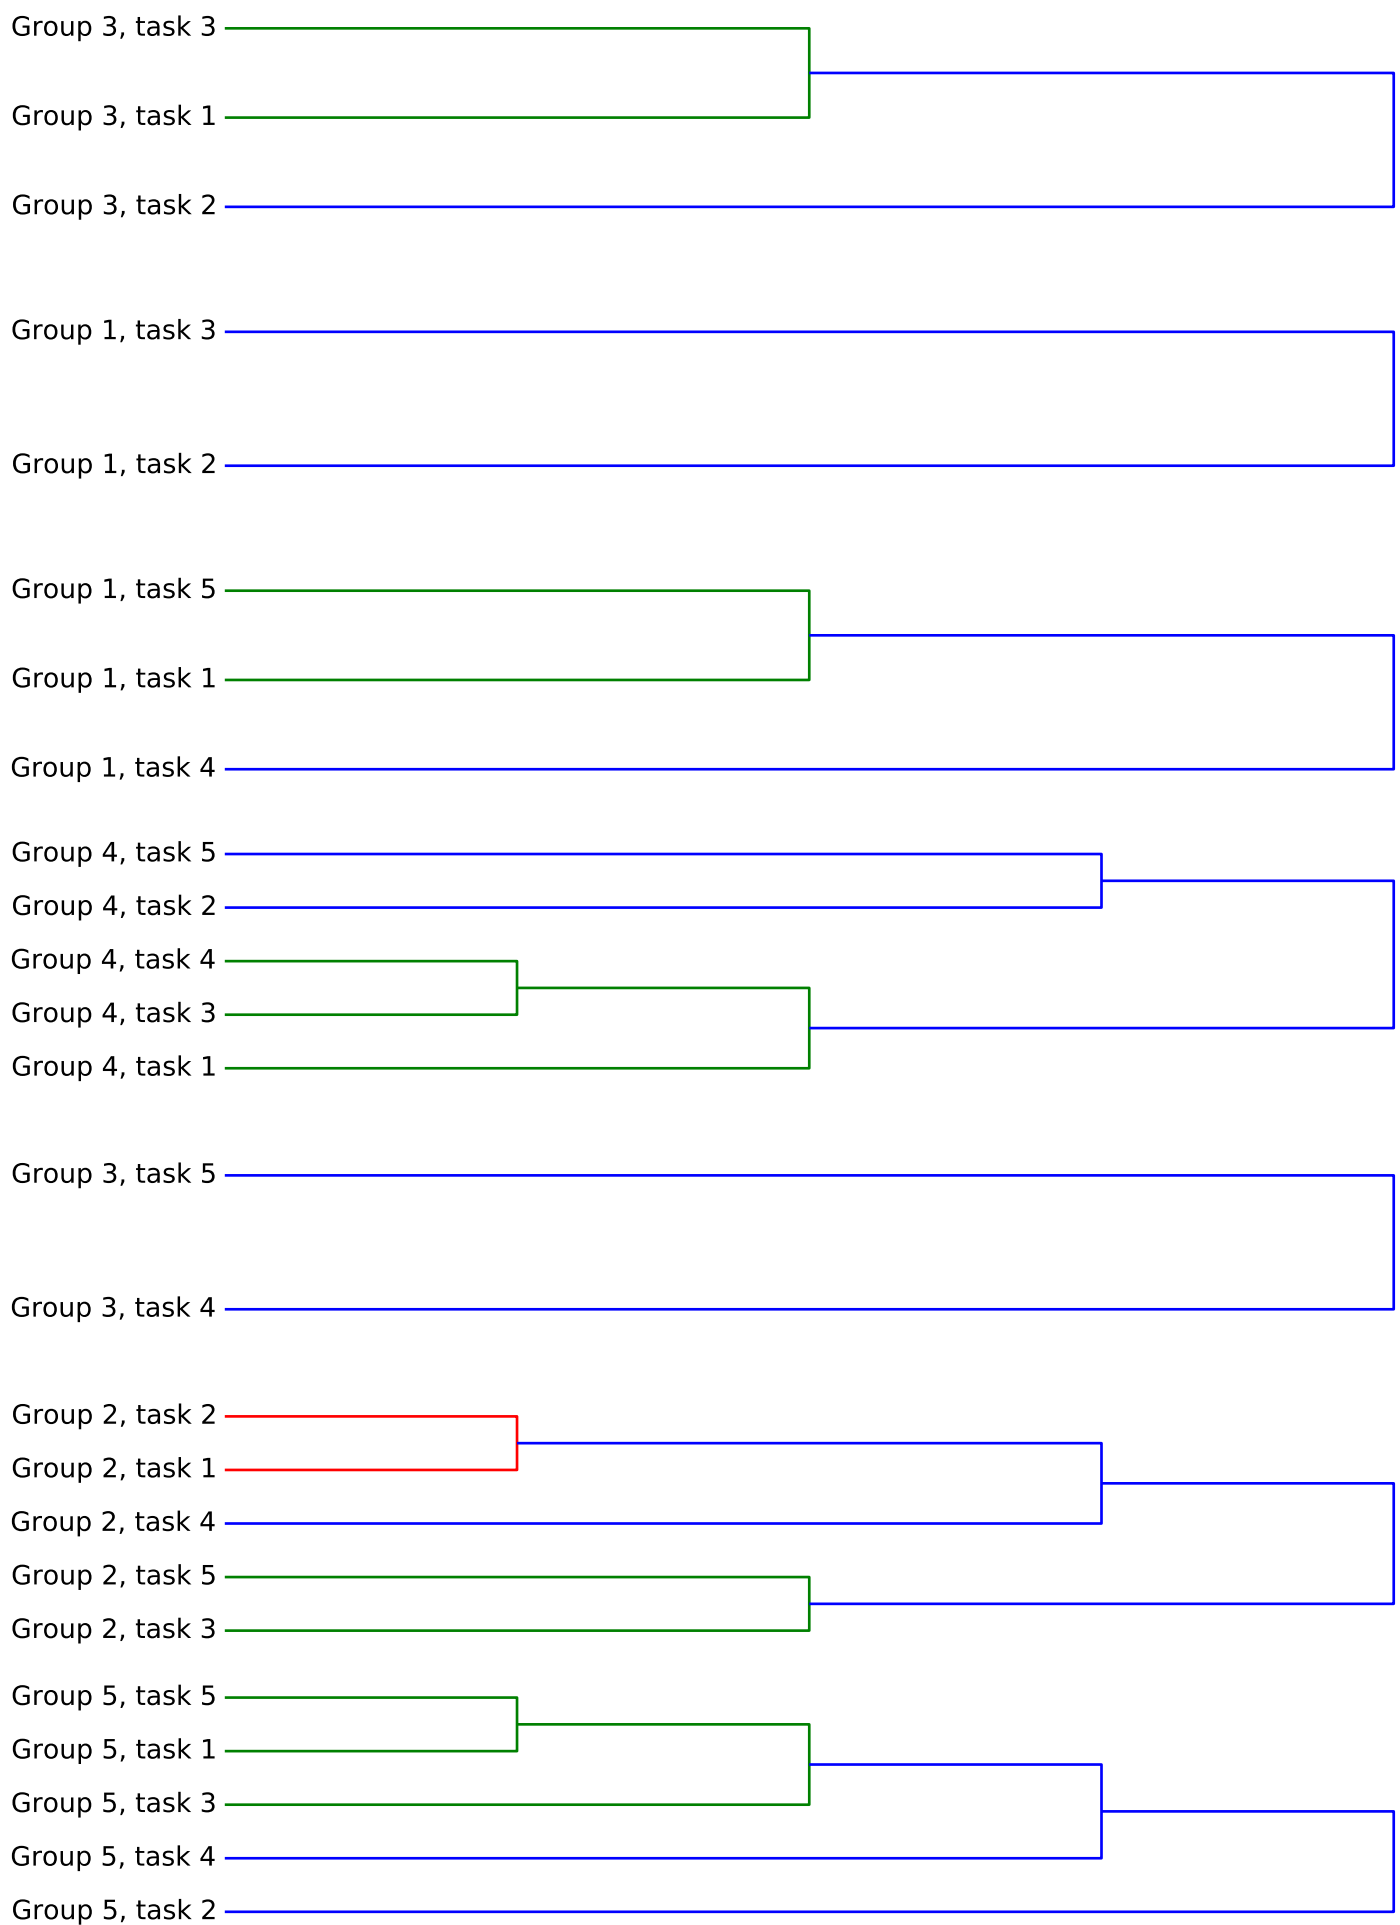 Group 3, task 3
Group 3, task 1
Group 3, task 2
Group 1, task 3
Group 1, task 2
Group 1, task 5
Group 1, task 1
Group 1, task 4
Group 4, task 5
Group 4, task 2
Group 4, task 4
Group 4, task 3
Group 4, task 1
Group 3, task 5
Group 3, task 4
Group 2, task 2
Group 2, task 1
Group 2, task 4
Group 2, task 5
Group 2, task 3
Group 5, task 5
Group 5, task 1
Group 5, task 3
Group 5, task 4
Group 5, task 2